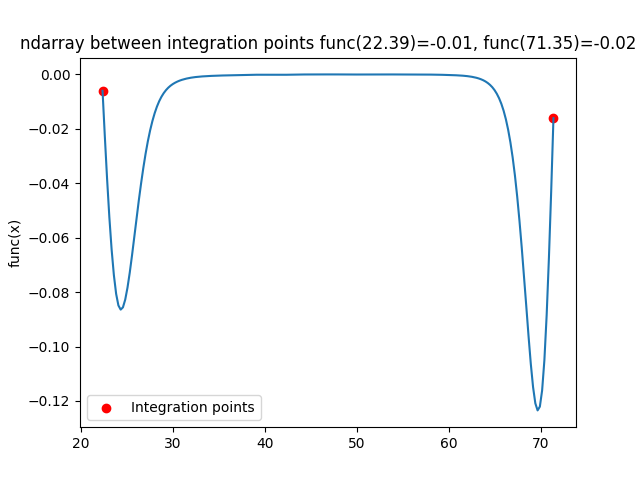 ndarray between integration points func(22.39)=-0.01, func(71.35)=-0.02
0.00
−0.02
−0.04
−0.06
−0.08
−0.10
−0.12
func(x)
Integration points
20 30 40 50 60 70